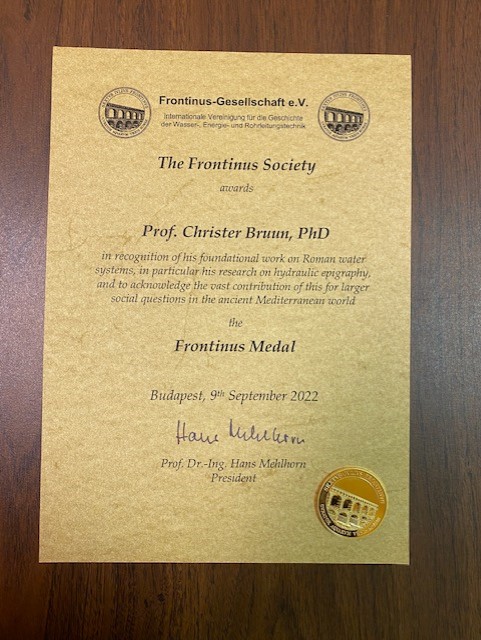 Frontinus-Gesellschaft e.V.
Internationale Vereinigung für die Geschichte
der Wasser-, Energie- und Rohrleitungstechnik
The Frontinus Society
awards
Prof. Christer Bruun, PhD
in recognition of his foundational work on Roman water
systems, in particular his research on hydraulic epigraphy,
and to acknowledge the vast contribution of this for larger
social questions in the ancient Mediterranean world
the
Frontinus Medal
Budapest, 9th September 2022
Hans Mehlhorn
Prof. Dr.-Ing. Hans Mehlhorn
President